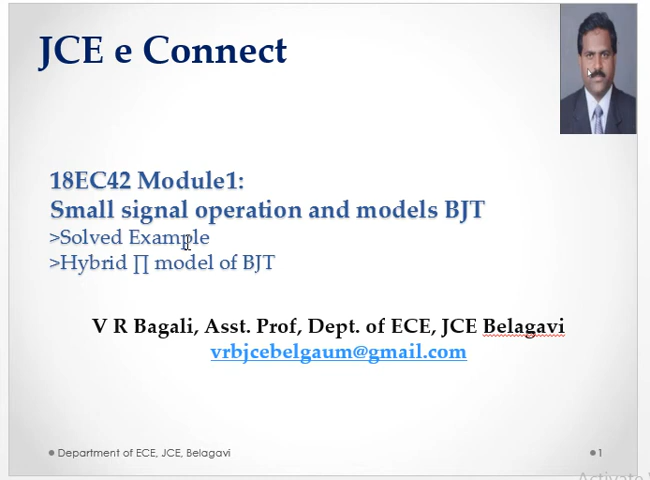 JCE e Connect
18EC42 Module1:
Small signal operation and models BJT
>Solved Example
>Hybrid ∏ model of BJT
V R Bagali, Asst. Prof, Dept. of ECE, JCE Belagavi
vrbjcebelgaum@gmail.com
Department of ECE, JCE, Belagavi
1